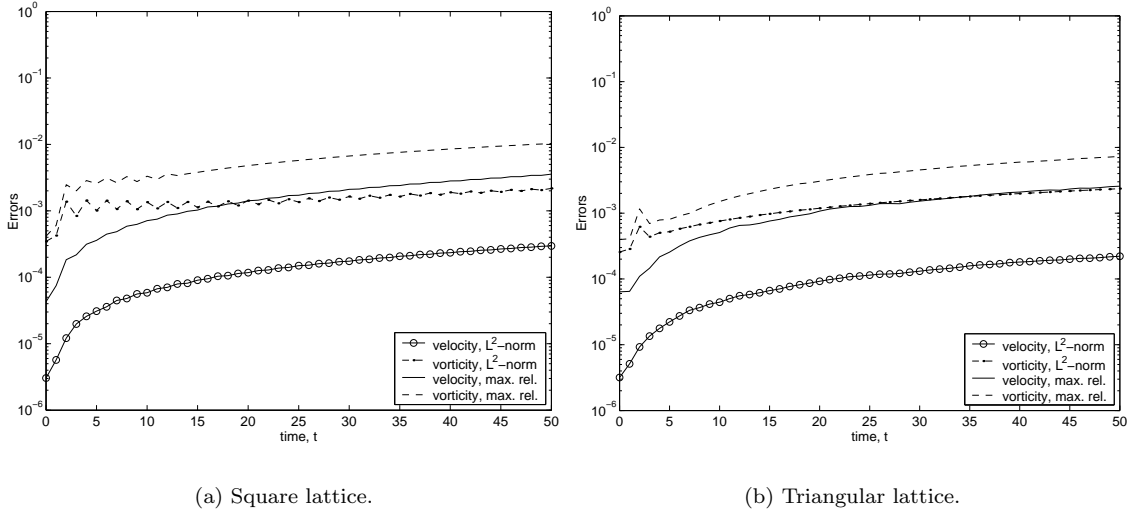 10^0
10^-1
10^-2
10^-3
10^-4
10^-5
10^-6
Errors
0 5 10 15 20 25 30 35 40 45 50
time, t
velocity, L^2-norm
vorticity, L^2-norm
velocity, max. rel.
vorticity, max. rel.
(a) Square lattice.
10^0
10^-1
10^-2
10^-3
10^-4
10^-5
10^-6
Errors
0 5 10 15 20 25 30 35 40 45 50
time, t
velocity, L^2-norm
vorticity, L^2-norm
velocity, max. rel.
vorticity, max. rel.
(b) Triangular lattice.